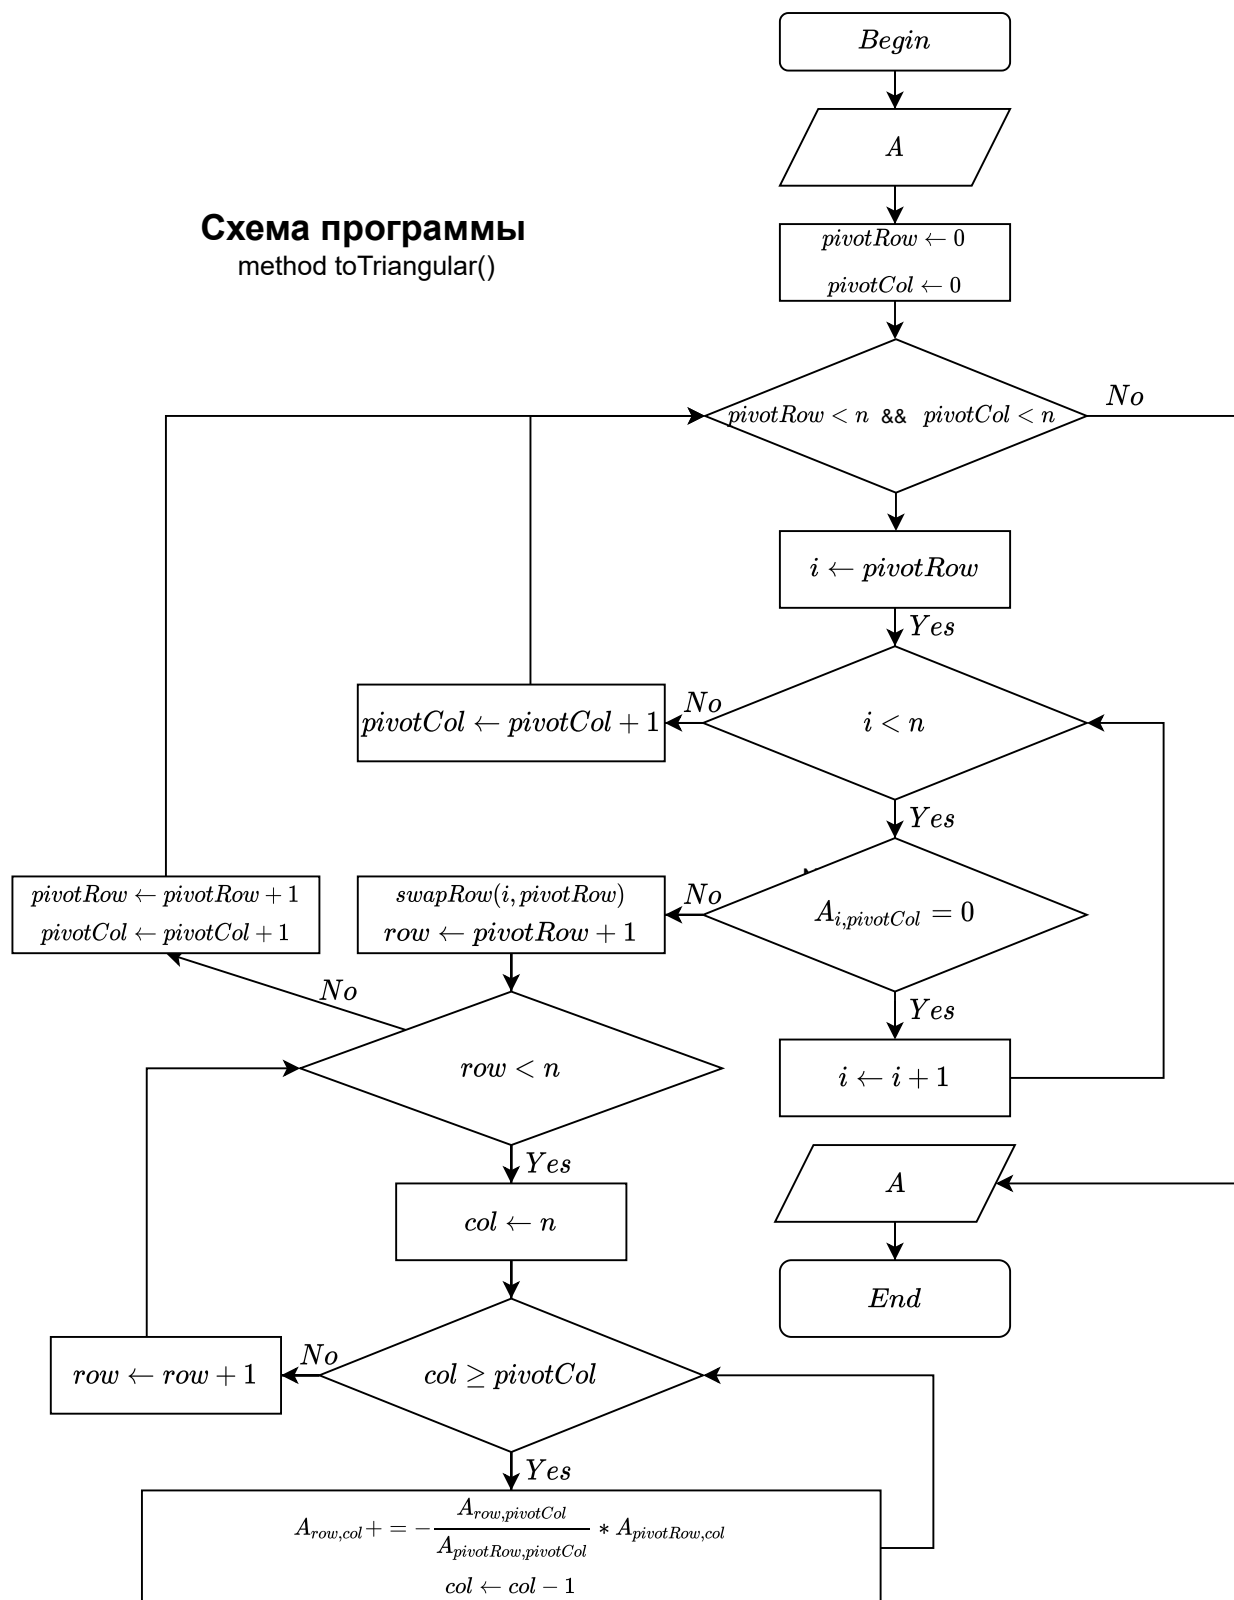 Begin
A
Схема программы
method toTriangular()
pivotRow ← 0
pivotCol ← 0
pivotRow < n && pivotCol < n
No
i ← pivotRow
Yes
i < n
No
pivotCol ← pivotCol + 1
Yes
A_{i,pivotCol} = 0
No
swapRow(i, pivotRow)
row ← pivotRow + 1
pivotRow ← pivotRow + 1
pivotCol ← pivotCol + 1
No
Yes
row < n
i ← i + 1
Yes
A
col ← n
End
col ≥ pivotCol
No
row ← row + 1
Yes
A_{row,col} + = -\frac{A_{row,pivotCol}}{A_{pivotRow,pivotCol}} * A_{pivotRow,col}
col ← col − 1